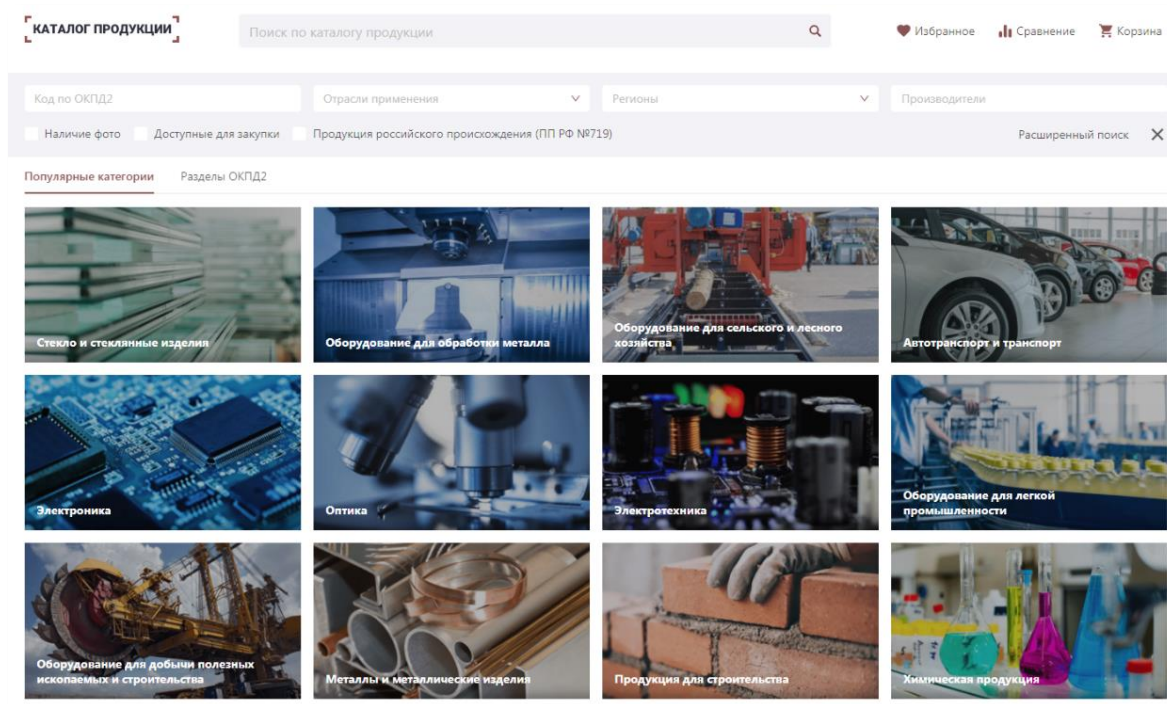 КАТАЛОГ ПРОДУКЦИИ
Поиск по каталогу продукции
Избранное
Сравнение
Корзина
Код по ОКПД2
Отрасли применения
Регионы
Производители
Наличие фото
Доступные для закупки
Продукция российского происхождения (ПП РФ №719)
Расширенный поиск
Популярные категории
Разделы ОКПД2
Стекло и стеклянные изделия
Оборудование для обработки металла
Оборудование для сельского и лесного
хозяйства
Автотранспорт и транспорт
Электроника
Оптика
Электротехника
Оборудование для легкой
промышленности
Оборудование для добычи полезных
ископаемых и строительства
Металлы и металлические изделия
Продукция для строительства
Химическая продукция